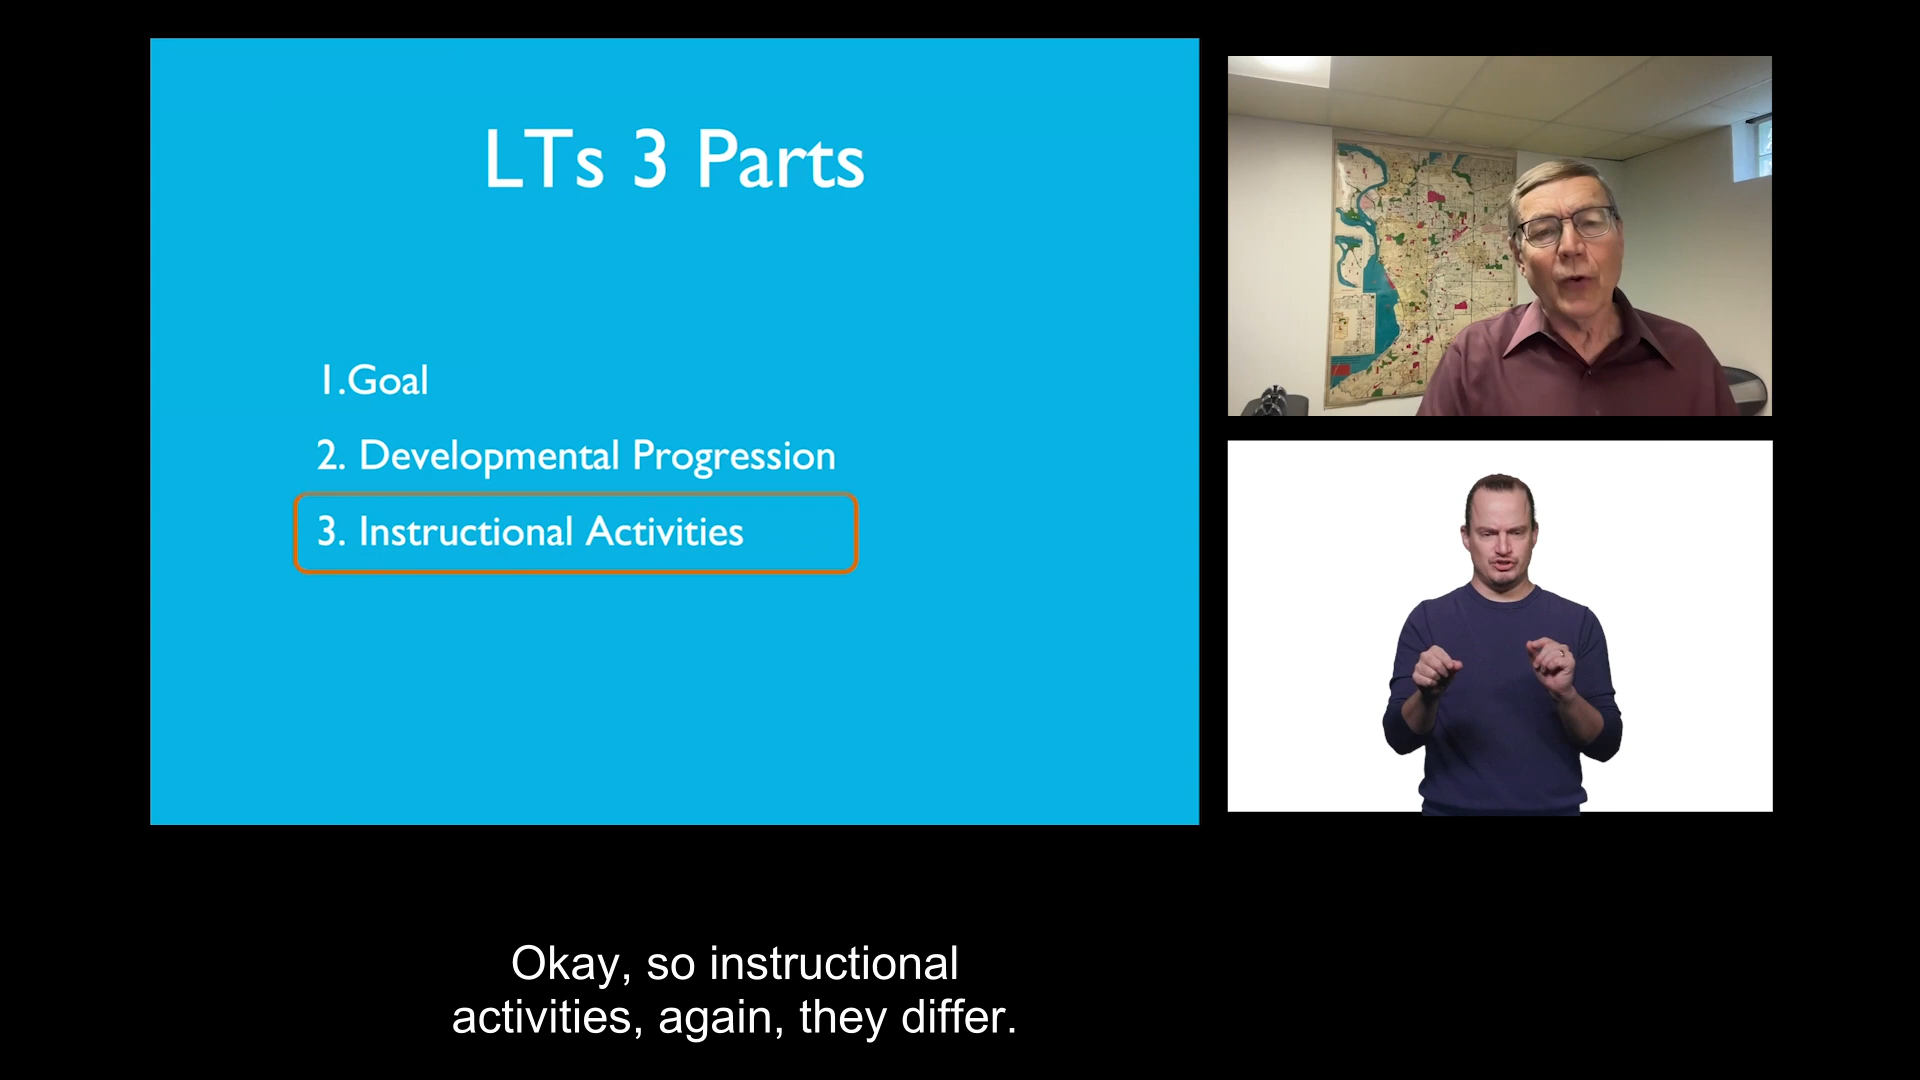 LTs 3 Parts
1.Goal
2. Developmental Progression
3. Instructional Activities
Okay, so instructional
activities, again, they differ.